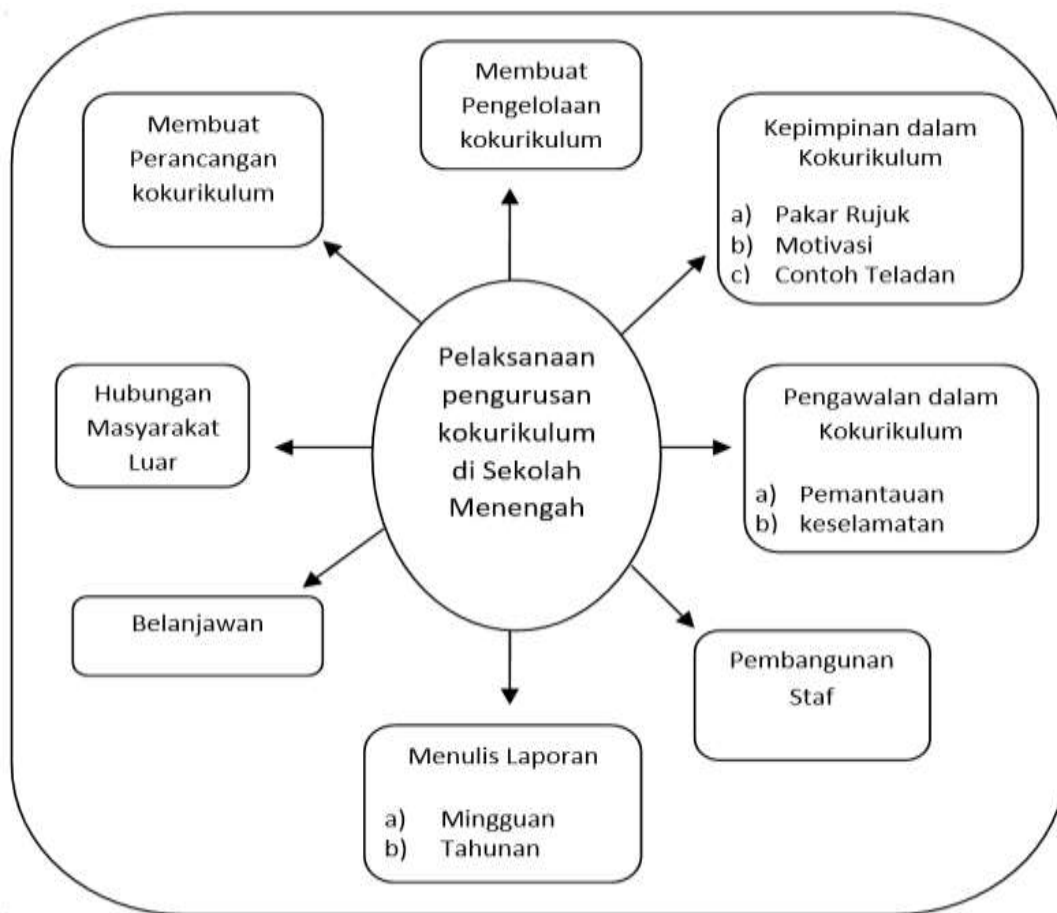 Membuat
Pengelolaan
kokurikulum
Membuat
Perancangan
kokurikulum
Kepimpinan dalam
Kokurikulum
a) Pakar Rujuk
b) Motivasi
c) Contoh Teladan
Pelaksanaan
pengurusan
kokurikulum
di Sekolah
Menengah
Hubungan
Masyarakat
Luar
Pengawalan dalam
Kokurikulum
a) Pemantauan
b) keselamatan
Belanjawan
Pembangunan
Staf
Menulis Laporan
a) Mingguan
b) Tahunan